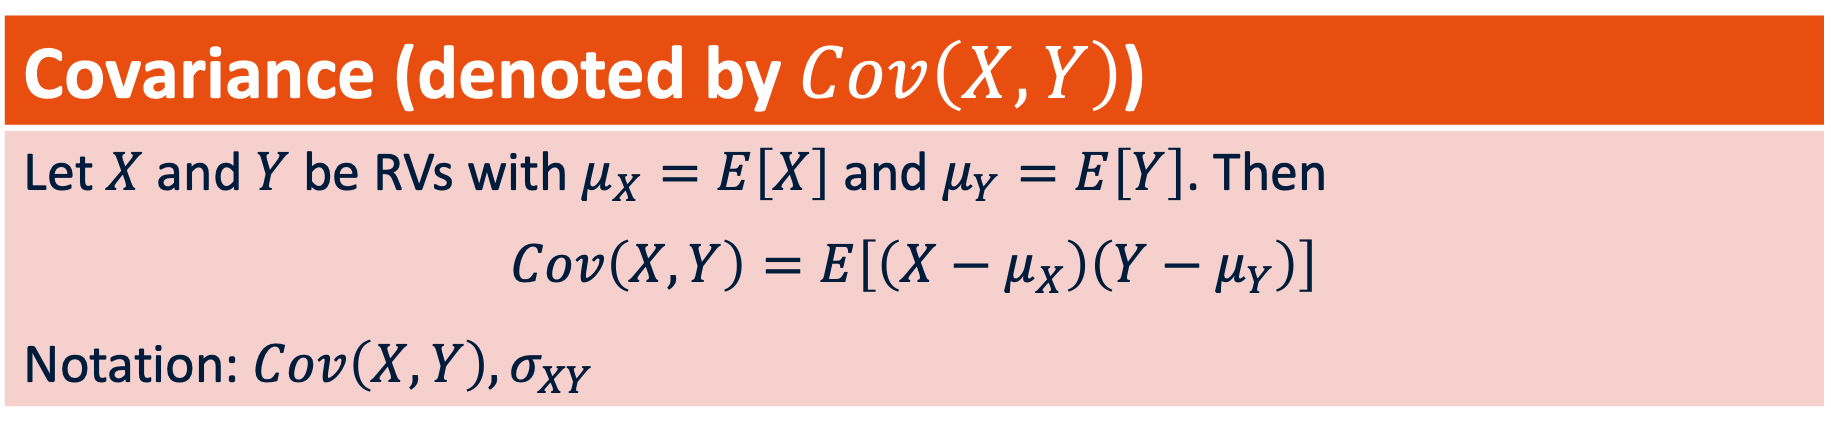 Covariance (denoted by 𝐶𝑜𝑣(𝑋, 𝑌))
Let 𝑋 and 𝑌 be RVs with 𝜇_𝑋 = 𝐸[𝑋] and 𝜇_𝑌 = 𝐸[𝑌]. Then
𝐶𝑜𝑣(𝑋, 𝑌) = 𝐸[(𝑋 − 𝜇_𝑋)(𝑌 − 𝜇_𝑌)]
Notation: 𝐶𝑜𝑣(𝑋, 𝑌), 𝜎_𝑋𝑌